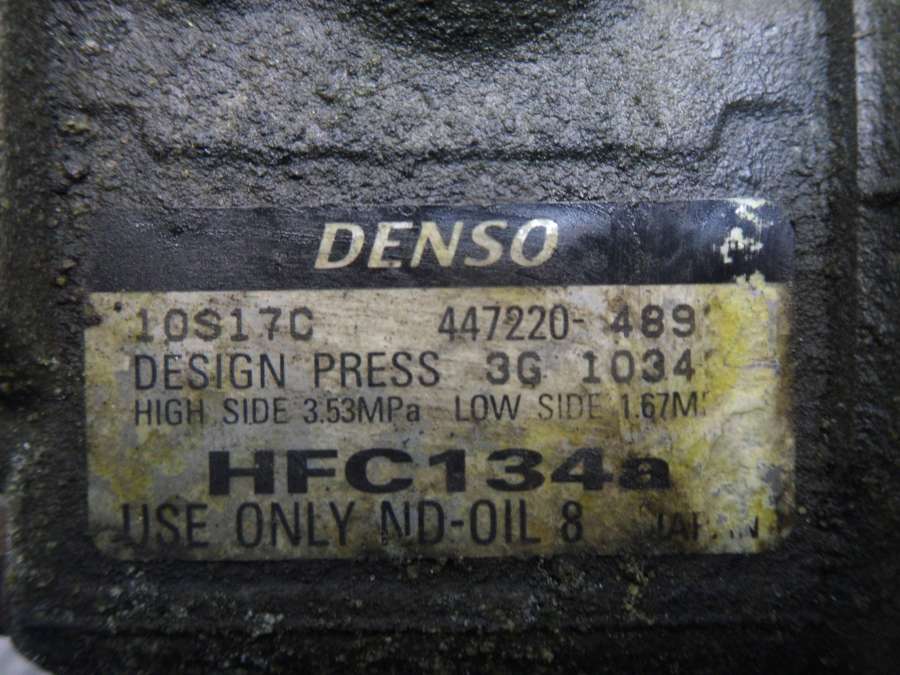 DENSO
10S17C 447220- 489
DESIGN PRESS 3G 1034
HIGH SIDE 3.53MPa LOW SIDE 1.67M
HFC134a
USE ONLY ND-OIL 8 JAPAN